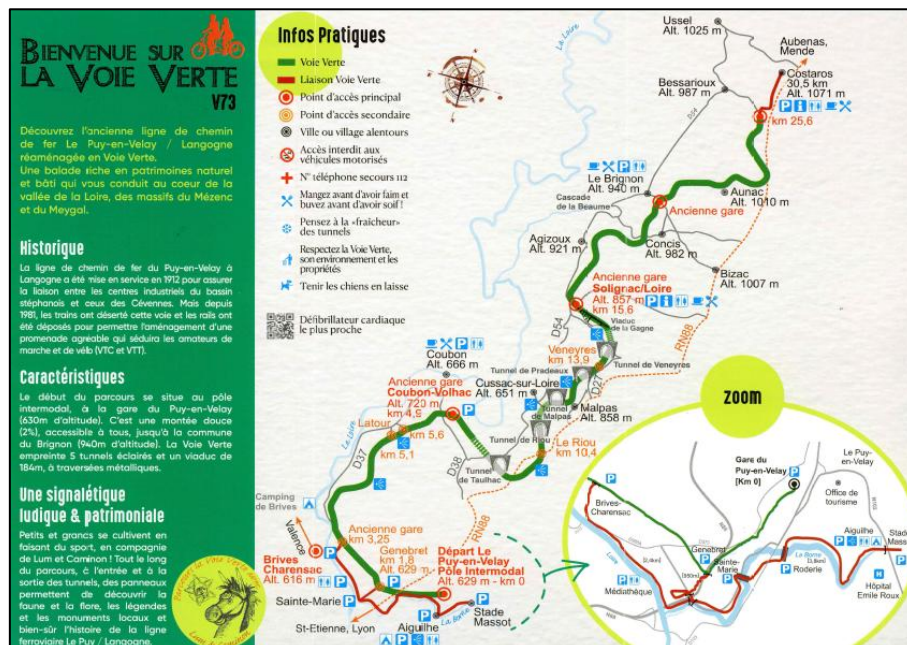 BIENVENUE SUR
LA VOIE VERTE
V73
Découvrez l'ancienne ligne de chemin
de fer Le Puy-en-Velay / Langogne
réaménagée en Voie Verte.
Une balade riche en patrimoines naturel
et bâti qui vous conduit au coeur de la
vallée de la Loire, des massifs du Mézenc
et du Meygal.
Historique
La ligne de chemin de fer du Puy-en-Velay à
Langogne a été mise en service en 1912 pour assurer
la liaison entre les centres industriels du bassin
stéphanois et ceux des Cévennes. Mais depuis
1981, les trains ont déserté cette voie et les rails ont
été déposés pour permettre l'aménagement d'une
promenade agréable qui séduira les amateurs de
marche et de vélo (VTC et VTT).
Caractéristiques
Le début du parcours se situe au pôle
intermodal, à la gare du Puy-en-Velay
(630m d'altitude). C'est une montée douce
(2%), accessible à tous, jusqu'à la commune
du Brignon (940m d'altitude). La Voie Verte
emprunte 5 tunnels éclairés et un viaduc de
184m, à traversées métalliques.
Une signalétique
ludique & patrimoniale
Petits et grands se cultivent en
faisant du sport, en compagnie
de Lum et Caminon ! Tout le long
du parcours, à l'entrée et à la
sortie des tunnels, des panneaux
permettent de découvrir la
faune et la flore, les légendes
et les monuments locaux et
bien-sûr l'histoire de la ligne
ferroviaire Le Puy / Langogne.
Infos Pratiques
Voie Verte
Liaison Voie Verte
Point d'accès principal
Point d'accès secondaire
Ville ou village alentours
Accès interdit aux
véhicules motorisés
N° téléphone secours 112
Mangez avant d'avoir faim et
buvez avant d'avoir soif !
Pensez à la «fraîcheur»
des tunnels
Respectez la Voie Verte,
son environnement et les
propriétés
Tenir les chiens en laisse
Défibrillateur cardiaque
le plus proche
La Loire
Ussel
Alt. 1025 m
Aubenas,
Mende
Costaros
30,5 km
Alt. 1071 m
Bessarioux
Alt. 987 m
km 25,6
D54
Le Brignon
Alt. 940 m
Cascade
de la Beaume
Aunac
Alt. 1010 m
Ancienne gare
Agizoux
Alt. 921 m
Concis
Alt. 982 m
Bizac
Alt. 1007 m
Ancienne gare
Solignac/Loire
Alt. 857 m
km 15,6
Viaduc
de la Gagne
D54
RN88
Veneyres
km 13,9
Tunnel de Veneyres
Tunnel de Pradeaux
D27
Coubon
Alt. 666 m
Cussac-sur-Loire
Alt. 651 m
Tunnel
de Malpas
Malpas
Alt. 858 m
Ancienne gare
Coubon-Volhac
Alt. 720 m
km 4,9
Latour
km 5,6
km 5,1
Tunnel de Riou
Le Riou
km 10,4
D37
D38
Tunnel
de Taulhac
La Loire
RN88
Camping
de Brives
Valence
Ancienne gare
km 3,25
Brives
Charensac
Alt. 616 m
Genebret
km 1,8
Alt. 629 m
Départ Le
Puy-en-Velay
Pôle Intermodal
Alt. 629 m - km 0
Sainte-Marie
La Borne
Stade
Massot
St-Etienne, Lyon
Aiguilhe
ZOOM
Gare du
Puy-en-Velay
[Km 0]
Le Puy-
en-Velay
Office de
tourisme
Brives-
Charensac
Genebret
Sainte-
Marie
Médiathèque
Roderie
La Borne
Aiguilhe
Stade
Mass
Hôpital
Emile Roux